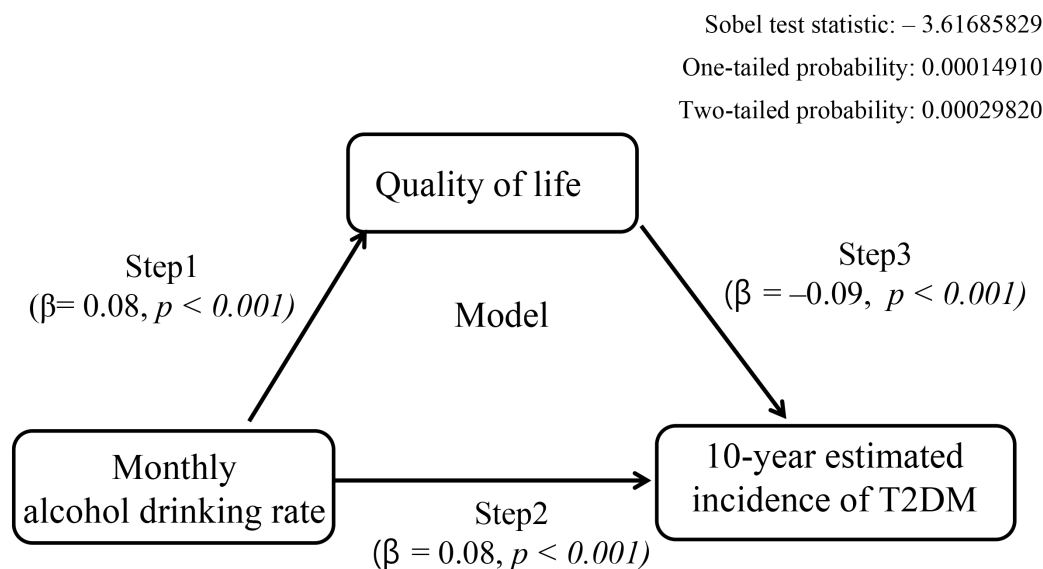 Sobel test statistic: – 3.61685829
One-tailed probability: 0.00014910
Two-tailed probability: 0.00029820
Quality of life
Step1
(β= 0.08, p < 0.001)
Step3
(β = –0.09, p < 0.001)
Model
Monthly
alcohol drinking rate
10-year estimated
incidence of T2DM
Step2
(β = 0.08, p < 0.001)